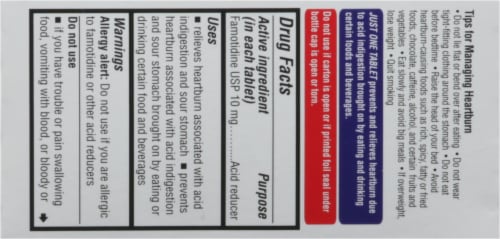 Tips for Managing Heartburn
• Do not lie flat or bend over after eating • Do not wear
tight-fitting clothing around the stomach • Do not eat
before bedtime • Raise the head of your bed • Avoid
heartburn-causing foods such as rich, spicy, fatty or fried
foods, chocolate, caffeine, alcohol, and certain fruits and
vegetables • Eat slowly and avoid big meals • If overweight,
lose weight • Quit smoking
JUST ONE TABLET prevents and relieves heartburn due
to acid indigestion brought on by eating and drinking
certain foods and beverages.
Do not use if carton is open or if printed foil seal under
bottle cap is open or torn.
Drug Facts
Active ingredient Purpose
(in each tablet)
Famotidine USP 10 mg..........Acid reducer
Uses
■ relieves heartburn associated with acid
indigestion and sour stomach ■ prevents
heartburn associated with acid indigestion
and sour stomach brought on by eating or
drinking certain food and beverages
Warnings
Allergy alert: Do not use if you are allergic
to famotidine or other acid reducers
Do not use
■ if you have trouble or pain swallowing
food, vomiting with blood, or bloody or